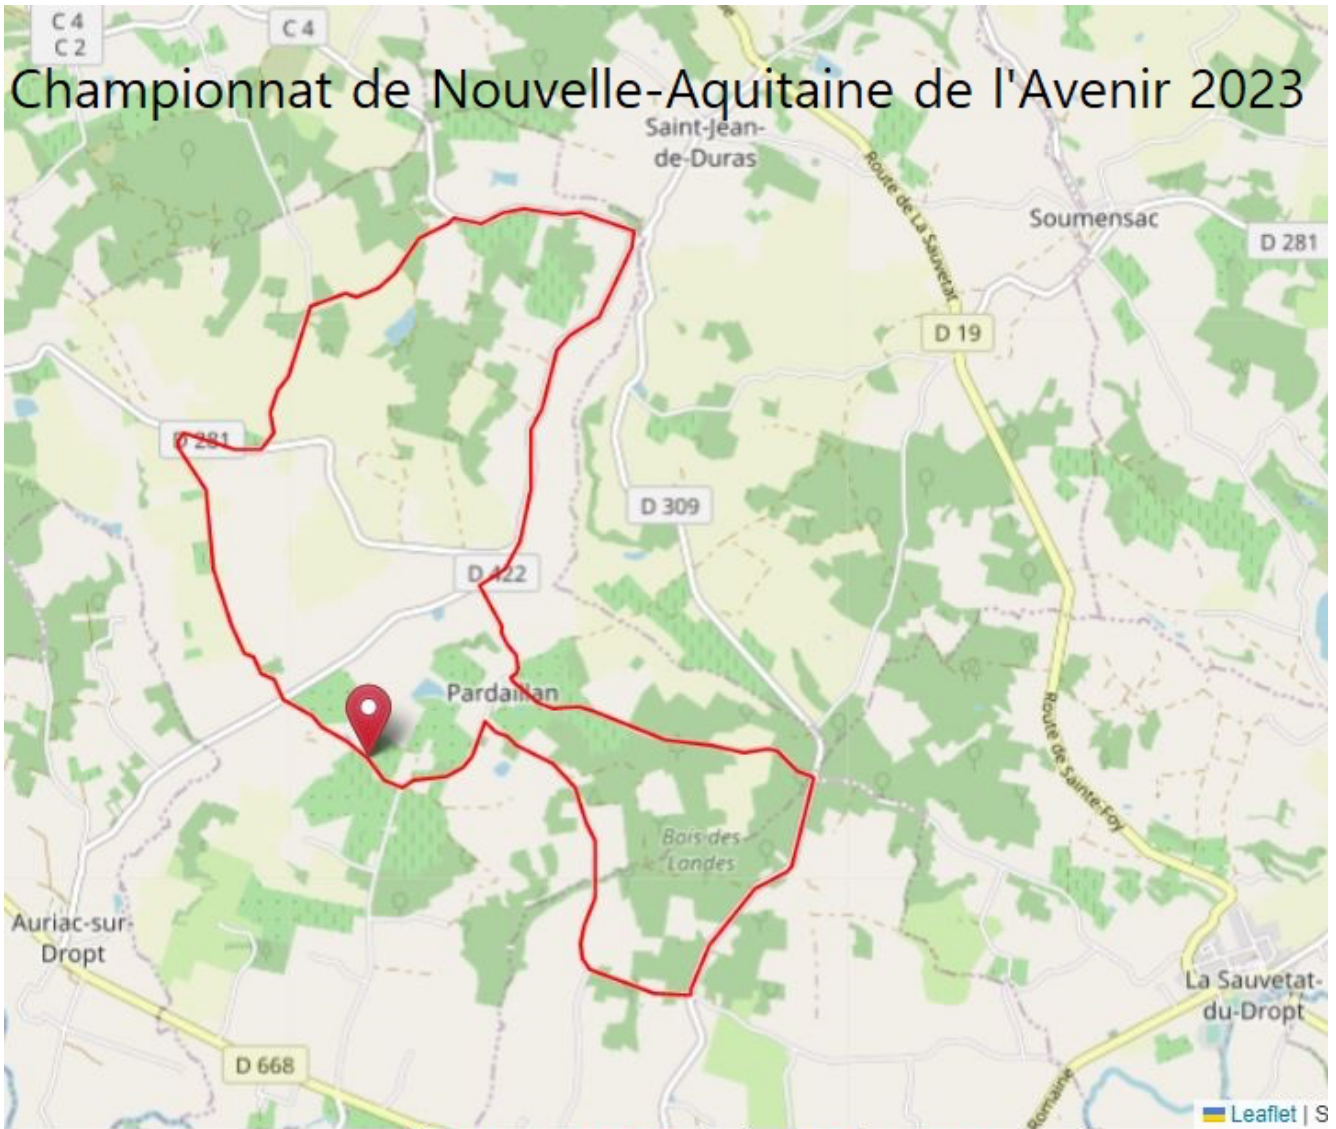 C 4
C 2
C 4
Championnat de Nouvelle-Aquitaine de l'Avenir 2023
Saint-Jean-
de-Duras
Route de La Sauvetat
Soumensac
D 281
D 19
D 281
D 309
D 422
Pardaillan
Route de Sainte-Foy
Bois des
Landes
Auriac-sur-
Dropt
La Sauvetat-
du-Dropt
D 668
Romaine
Leaflet | S